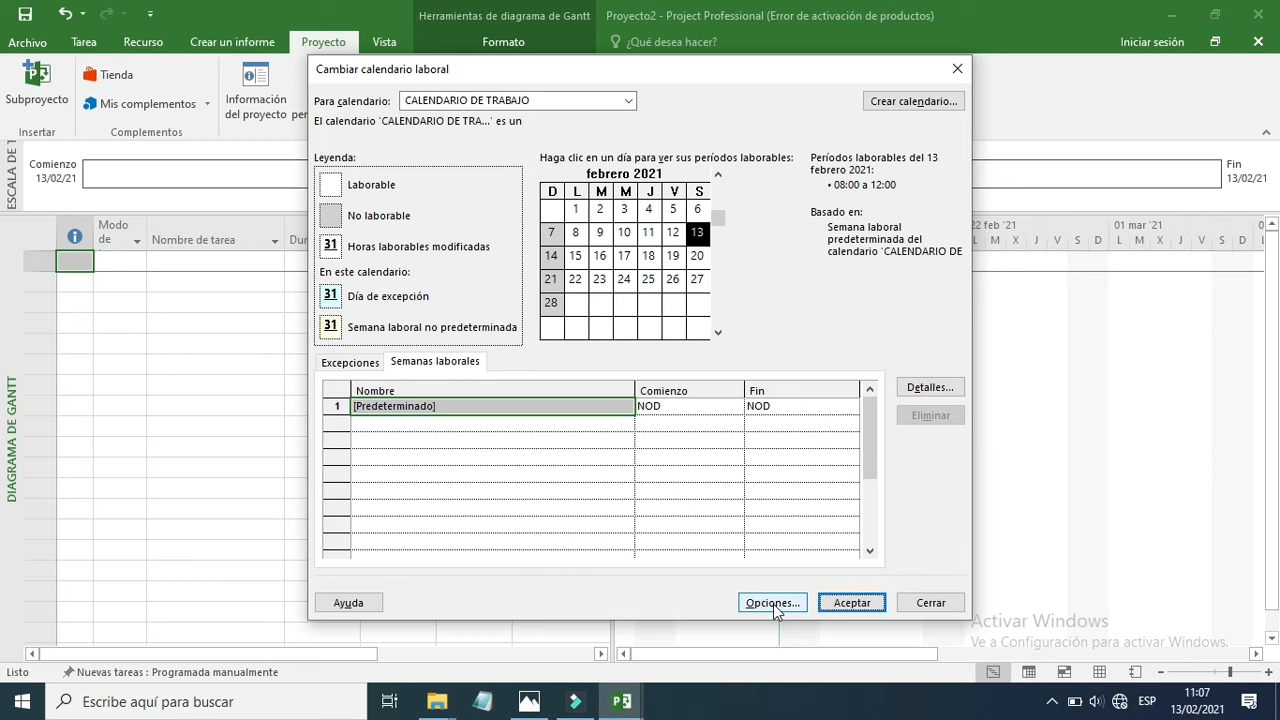 Herramientas de diagrama de Gantt
Proyecto2 - Project Professional (Error de activación de productos)
Archivo Tarea Recurso Crear un informe Proyecto Vista Formato ¿Qué desea hacer? Iniciar sesión
Subproyecto
Insertar
Tienda
Mis complementos
Complementos
Información
del proyecto
per
ESCALA DE T
Comienzo
13/02/21
Fin
13/02/21
Modo
de
Nombre de tarea
Dur
22 feb '21
01 mar '21
L M M J V S D L M M J V S D L
DIAGRAMA DE GANTT
Cambiar calendario laboral
Para calendario: CALENDARIO DE TRABAJO
Crear calendario...
El calendario 'CALENDARIO DE TRA...' es un
Leyenda:
Laborable
No laborable
31 Horas laborables modificadas
En este calendario:
31 Día de excepción
31 Semana laboral no predeterminada
Haga clic en un día para ver sus períodos laborables:
febrero 2021
D L M M J V S
1 2 3 4 5 6
7 8 9 10 11 12 13
14 15 16 17 18 19 20
21 22 23 24 25 26 27
28
Períodos laborables del 13
febrero 2021:
• 08:00 a 12:00
Basado en:
Semana laboral
predeterminada del
calendario 'CALENDARIO DE
Excepciones Semanas laborales
Nombre Comienzo Fin
1 [Predeterminado] NOD NOD
Detalles...
Eliminar
Ayuda Opciones... Aceptar Cerrar
Activar Windows
Ve a Configuración para activar Windows.
Listo Nuevas tareas : Programada manualmente
Escribe aquí para buscar
ESP
11:07
13/02/2021